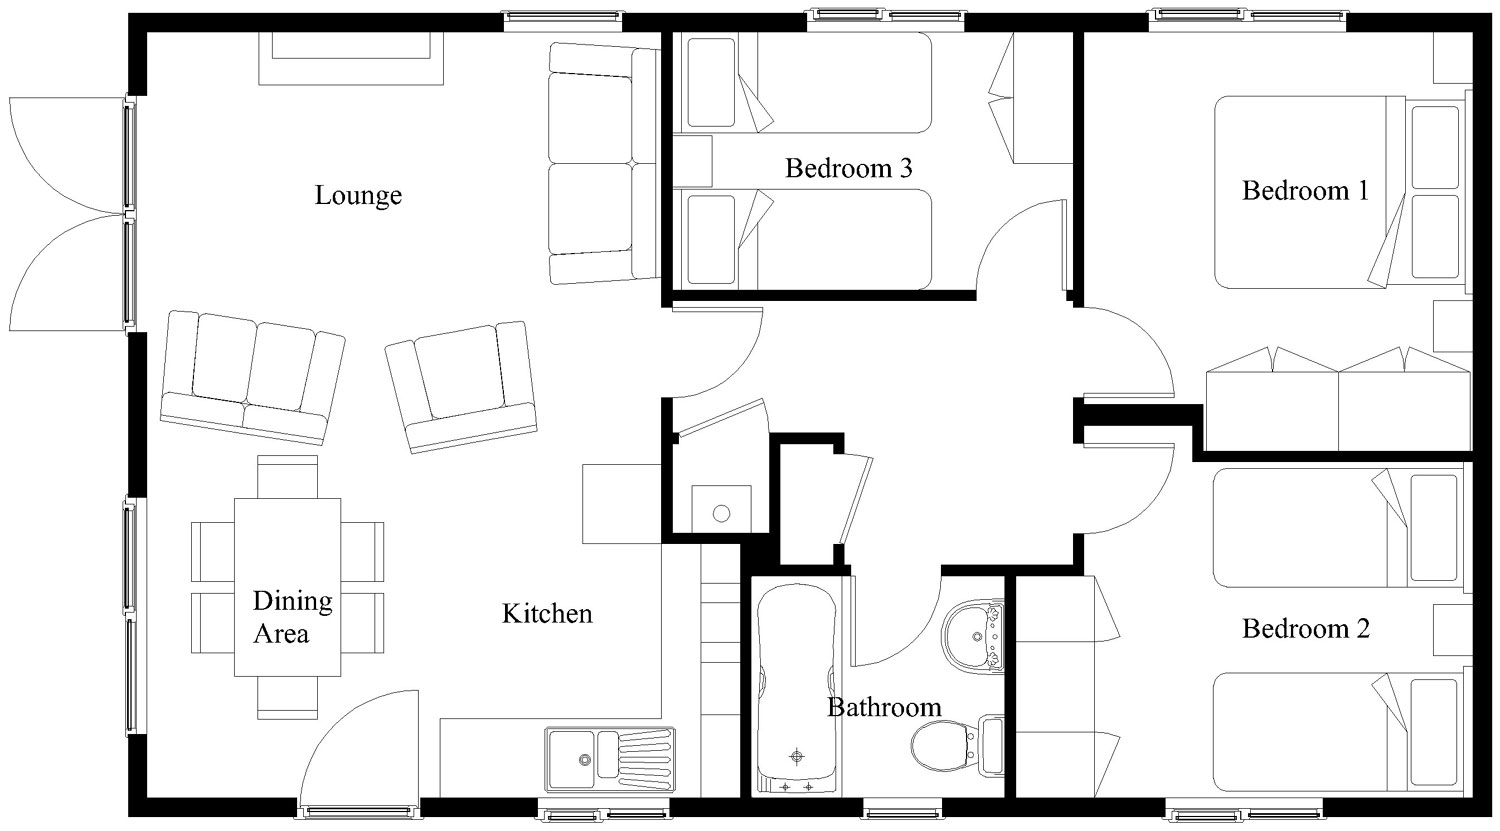 Bedroom 3
Bedroom 1
Lounge
Dining
Area
Kitchen
Bedroom 2
Bathroom